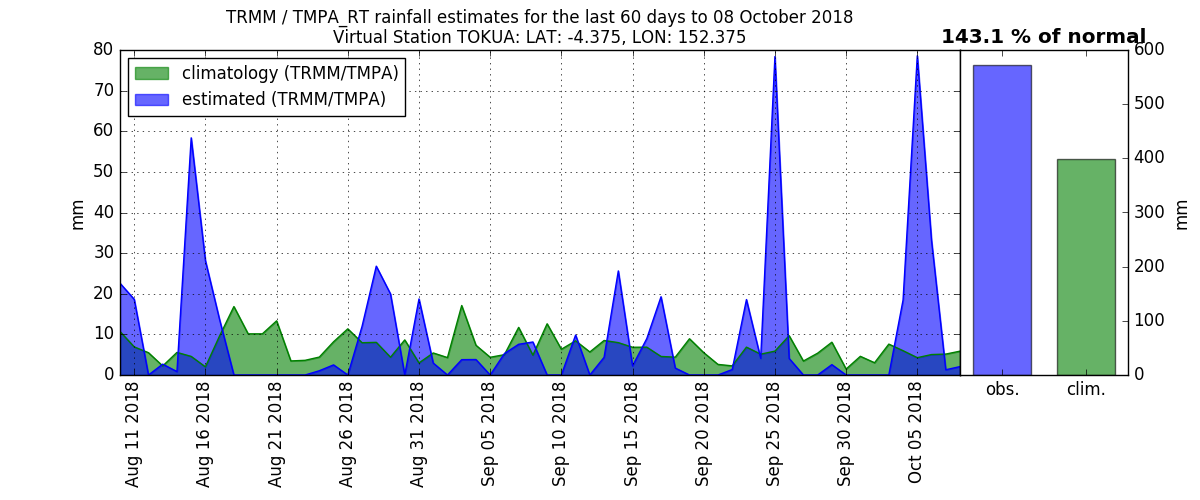 TRMM / TMPA_RT rainfall estimates for the last 60 days to 08 October 2018
Virtual Station TOKUA: LAT: -4.375, LON: 152.375
143.1 % of normal
climatology (TRMM/TMPA)
estimated (TRMM/TMPA)
80
70
60
50
40
30
20
10
0
mm
600
500
400
300
200
100
0
mm
obs.
clim.
Aug 11 2018
Aug 16 2018
Aug 21 2018
Aug 26 2018
Aug 31 2018
Sep 05 2018
Sep 10 2018
Sep 15 2018
Sep 20 2018
Sep 25 2018
Sep 30 2018
Oct 05 2018